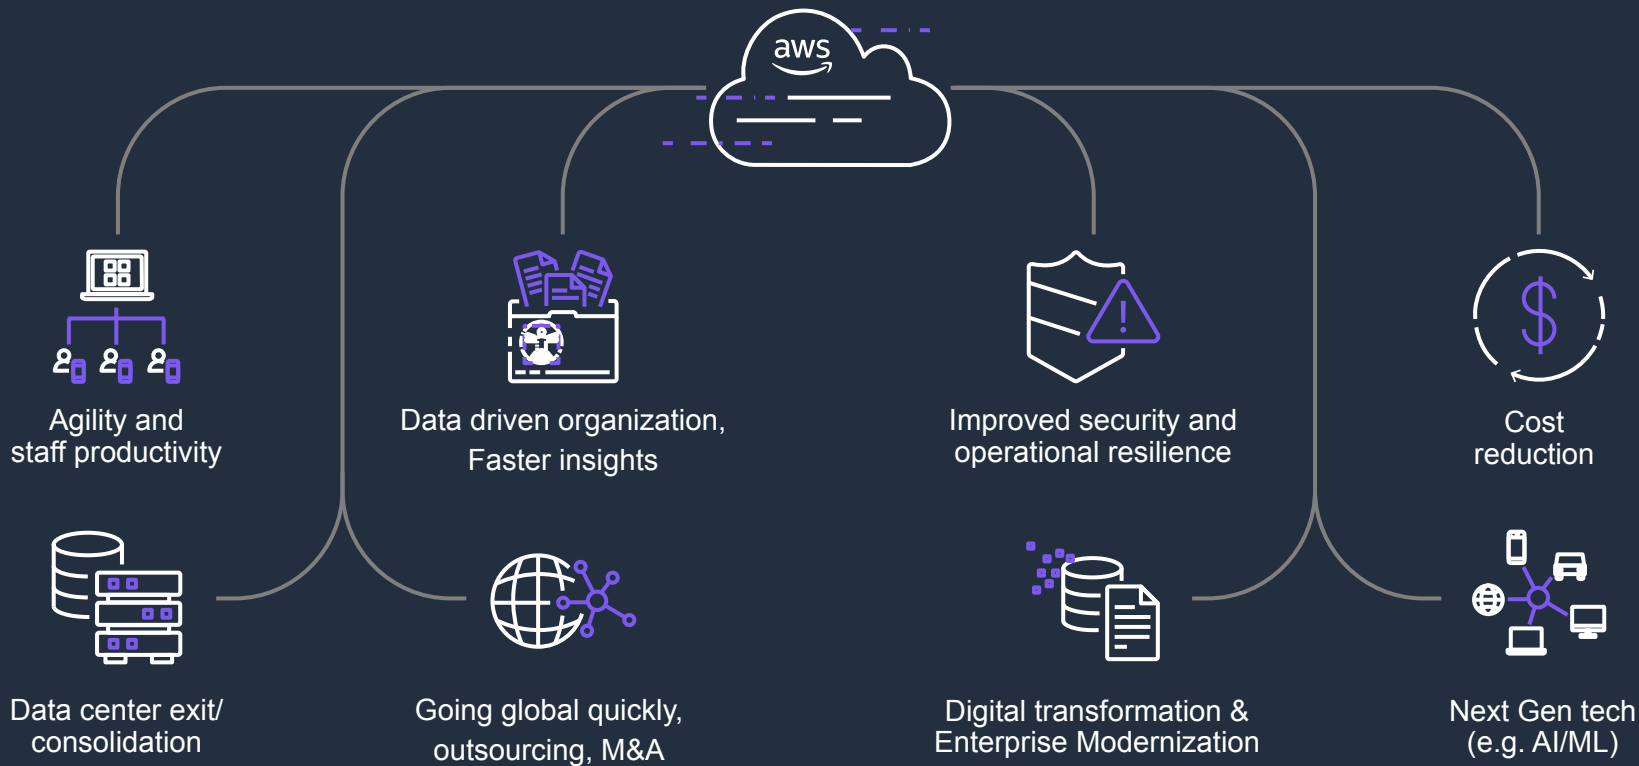 aws
Agility and
staff productivity
Data driven organization,
Faster insights
Improved security and
operational resilience
Cost
reduction
Data center exit/
consolidation
Going global quickly,
outsourcing, M&A
Digital transformation &
Enterprise Modernization
Next Gen tech
(e.g. AI/ML)